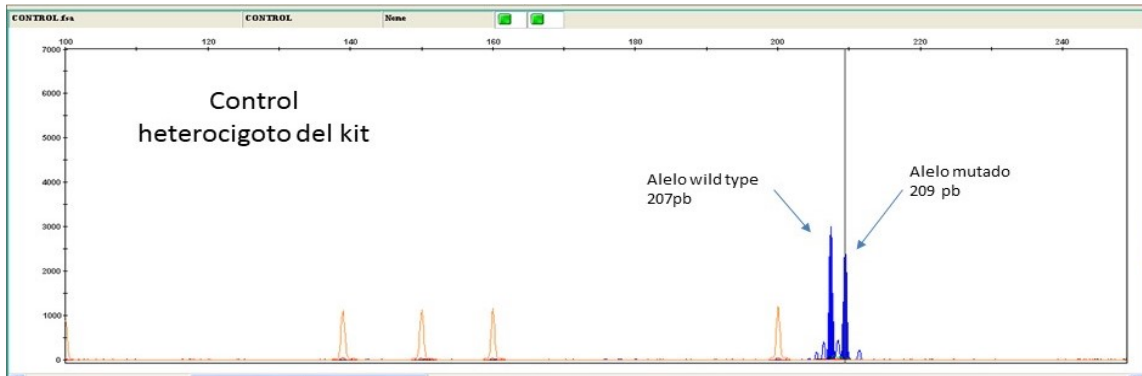 CONTROL.fsa CONTROL None
100 120 140 160 180 200 220 240
7000
6000
5000
4000
3000
2000
1000
0
Control
heterocigoto del kit
Alelo wild type
207pb
Alelo mutado
209 pb